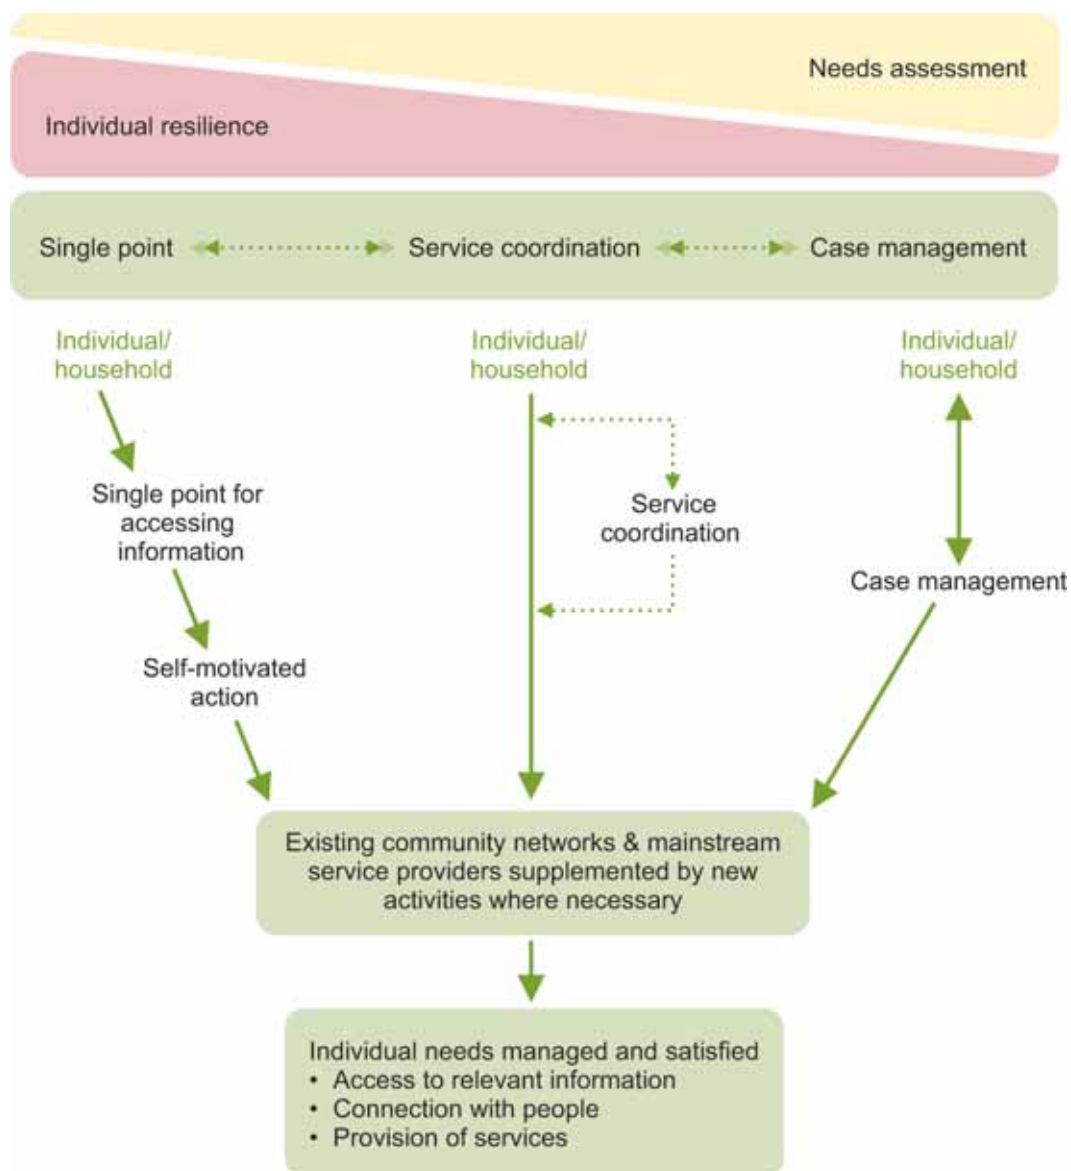 Needs assessment
Individual resilience
Single point
Service coordination
Case management
Individual/
household
Single point for
accessing
information
Self-motivated
action
Individual/
household
Service
coordination
Individual/
household
Case management
Existing community networks & mainstream
service providers supplemented by new
activities where necessary
Individual needs managed and satisfied
• Access to relevant information
• Connection with people
• Provision of services